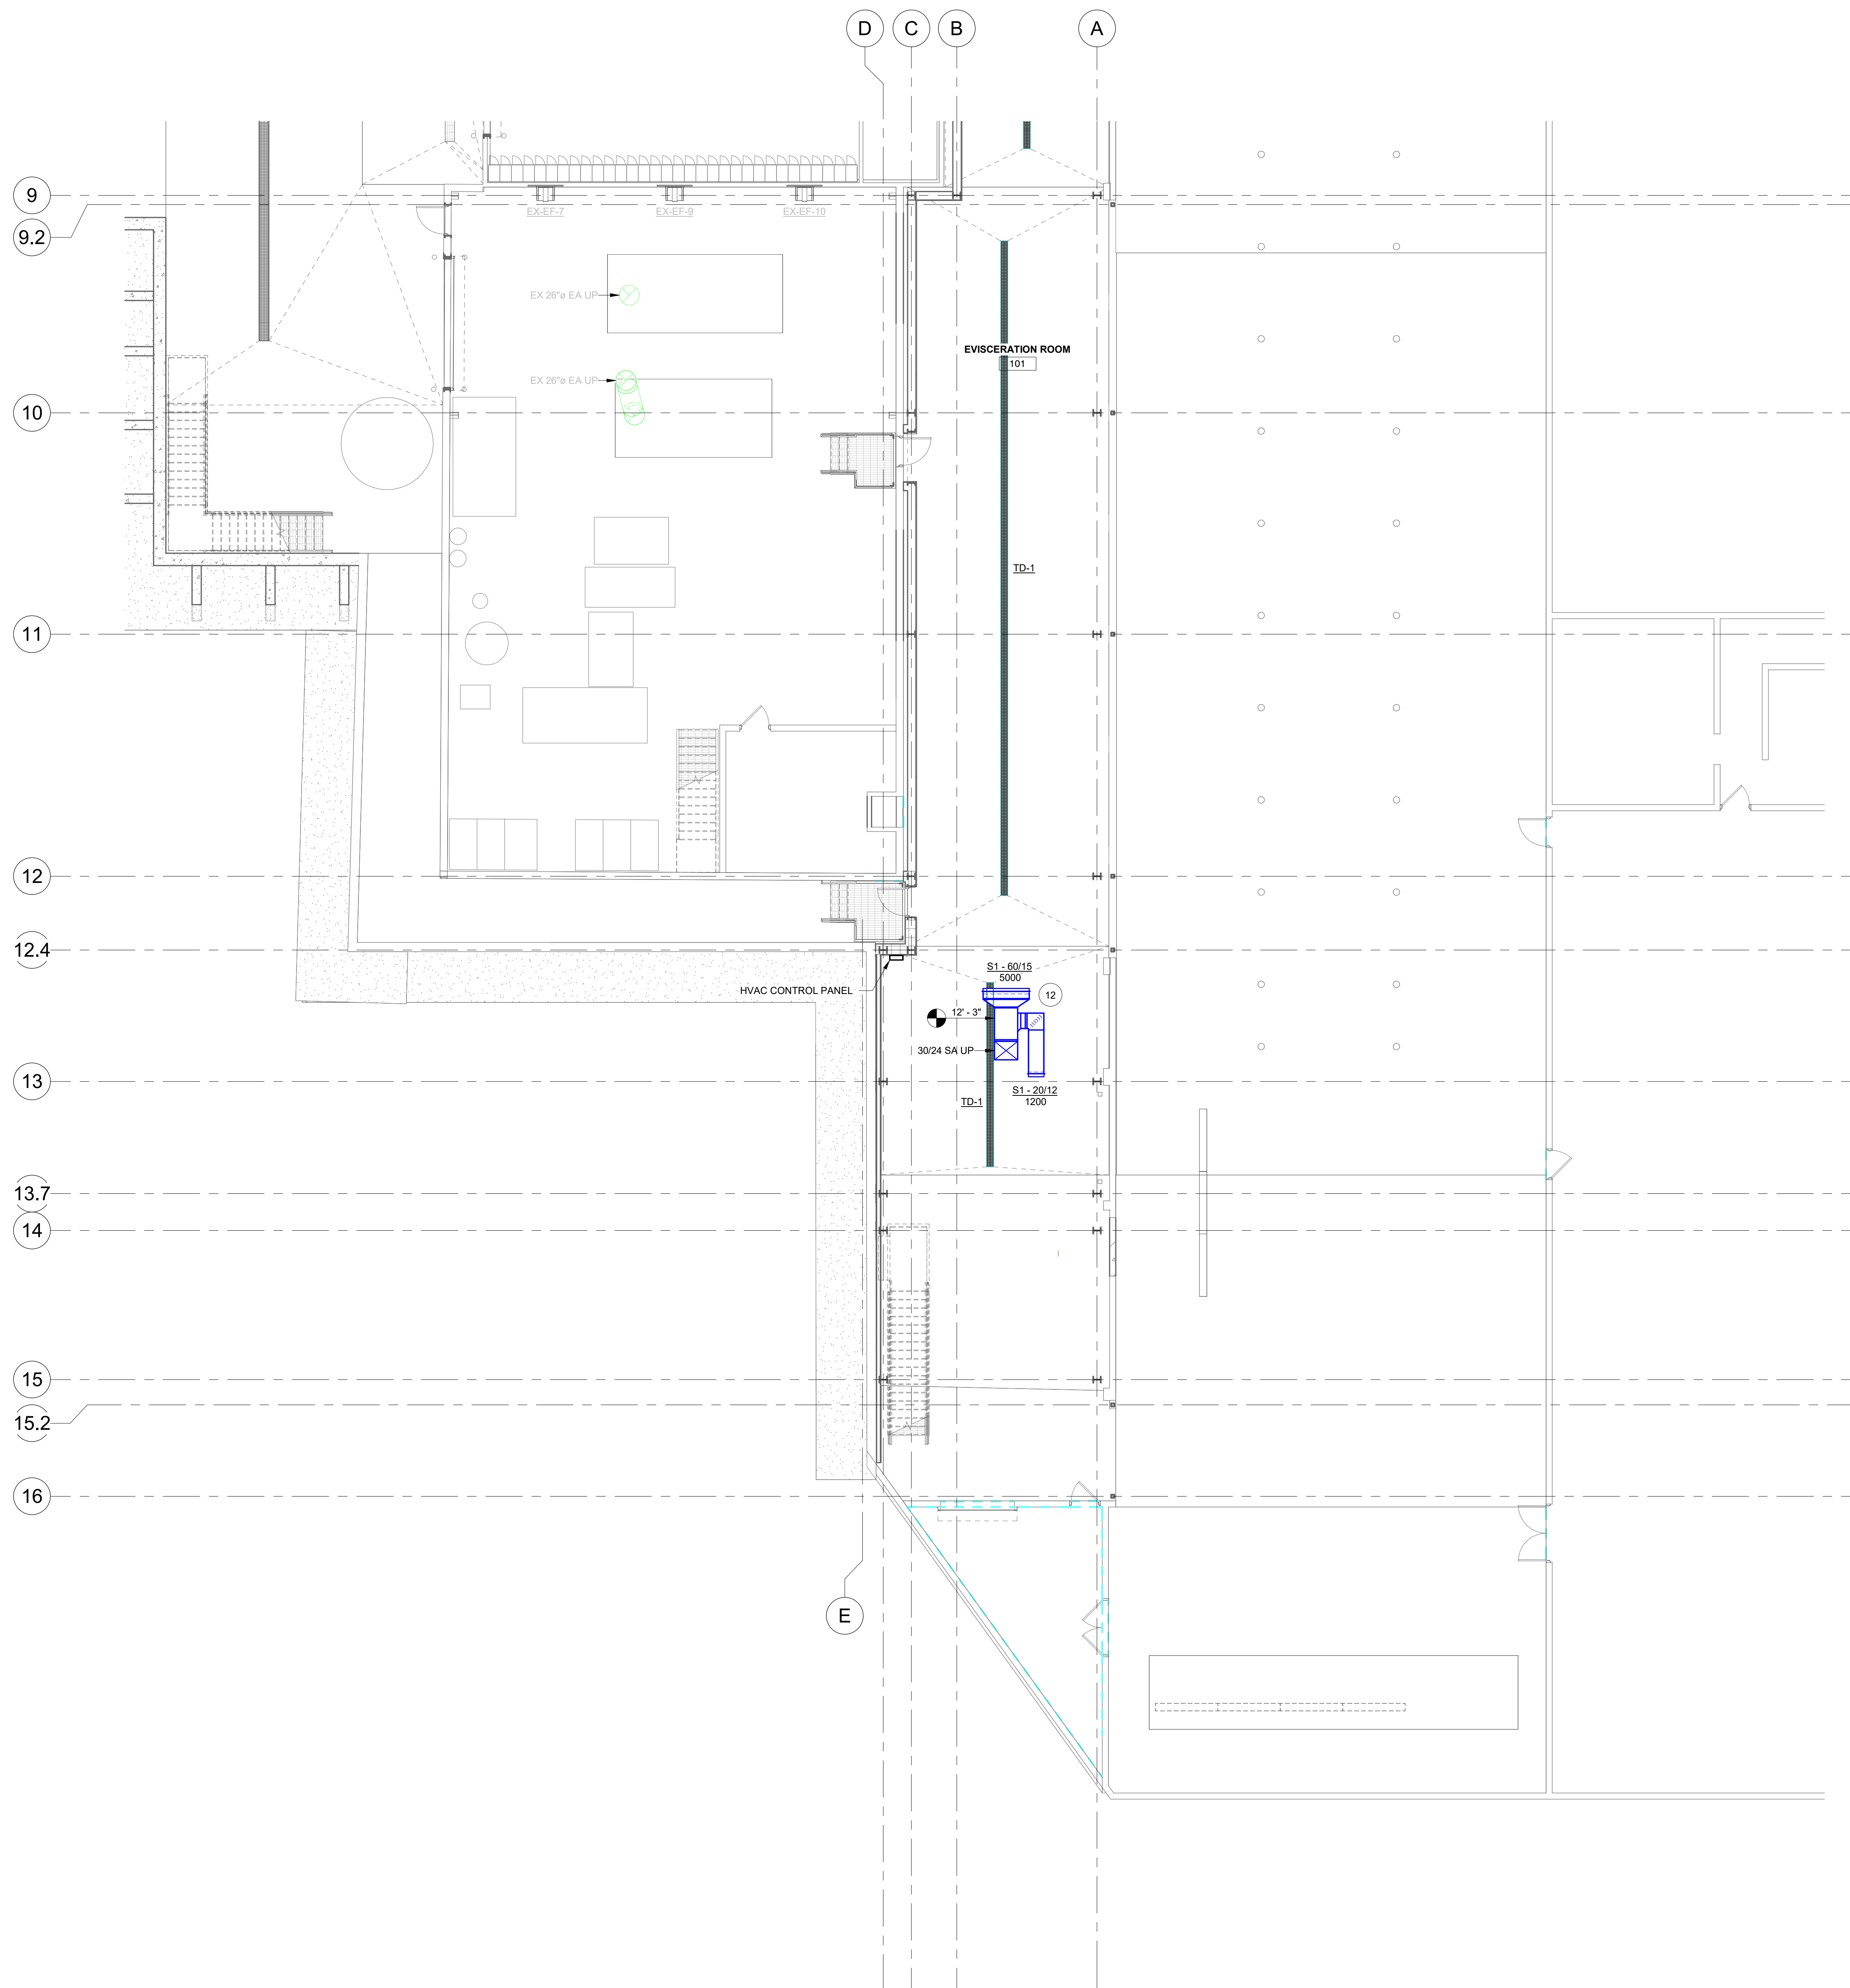 D
C
B
A
9
9.2
EX-EF-7
EX-EF-9
EX-EF-10
EX 26"ø EA UP
EVISCERATION ROOM
101
EX 26"ø EA UP
10
TD-1
11
12
12.4
S1 - 60/15
5000
HVAC CONTROL PANEL
12
12' - 3"
30/24 SA UP
13
S1 - 20/12
1200
TD-1
13.7
14
15
15.2
16
E